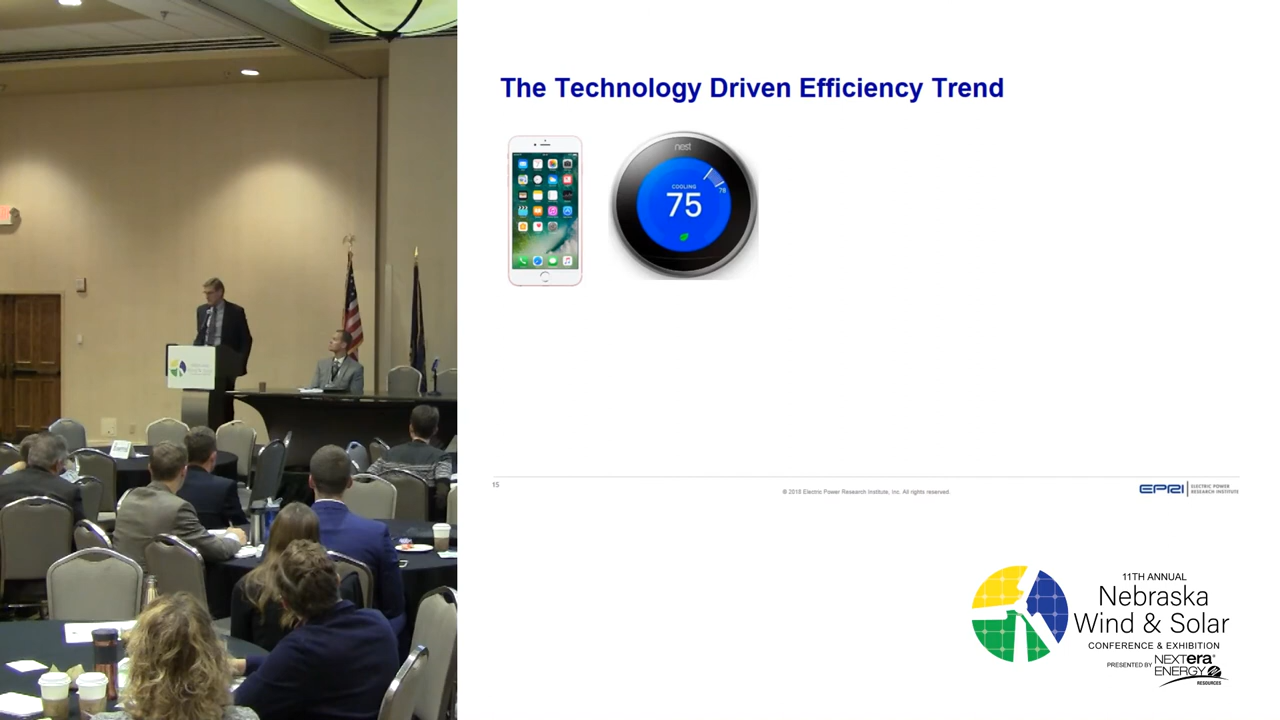 The Technology Driven Efficiency Trend
nest
COOLING
75
78
15
© 2018 Electric Power Research Institute, Inc. All rights reserved.
EPRI
ELECTRIC POWER
RESEARCH INSTITUTE
11TH ANNUAL
Nebraska
Wind & Solar
CONFERENCE & EXHIBITION
PRESENTED BY
NEXTera®
ENERGY
RESOURCES